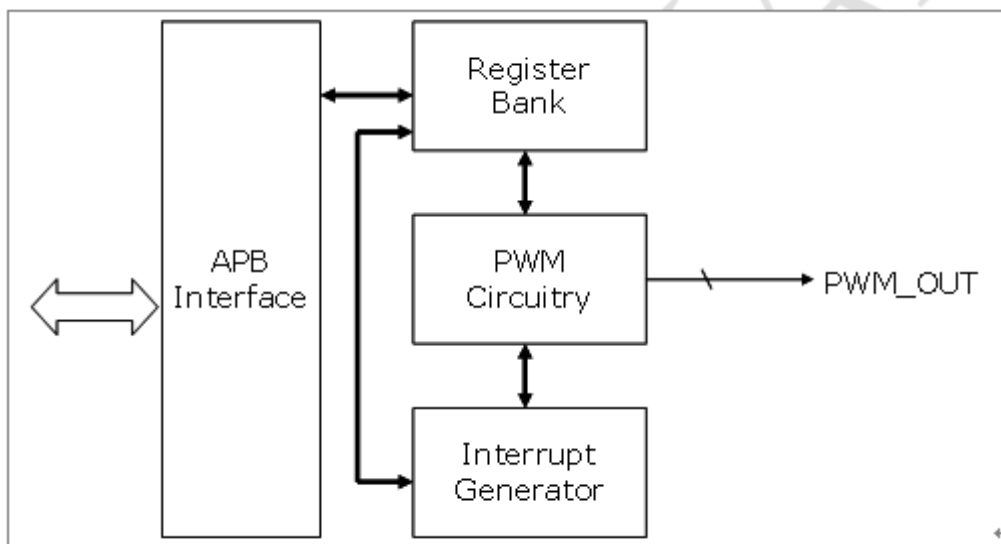 Register
Bank
APB
Interface
PWM
Circuitry
PWM_OUT
Interrupt
Generator